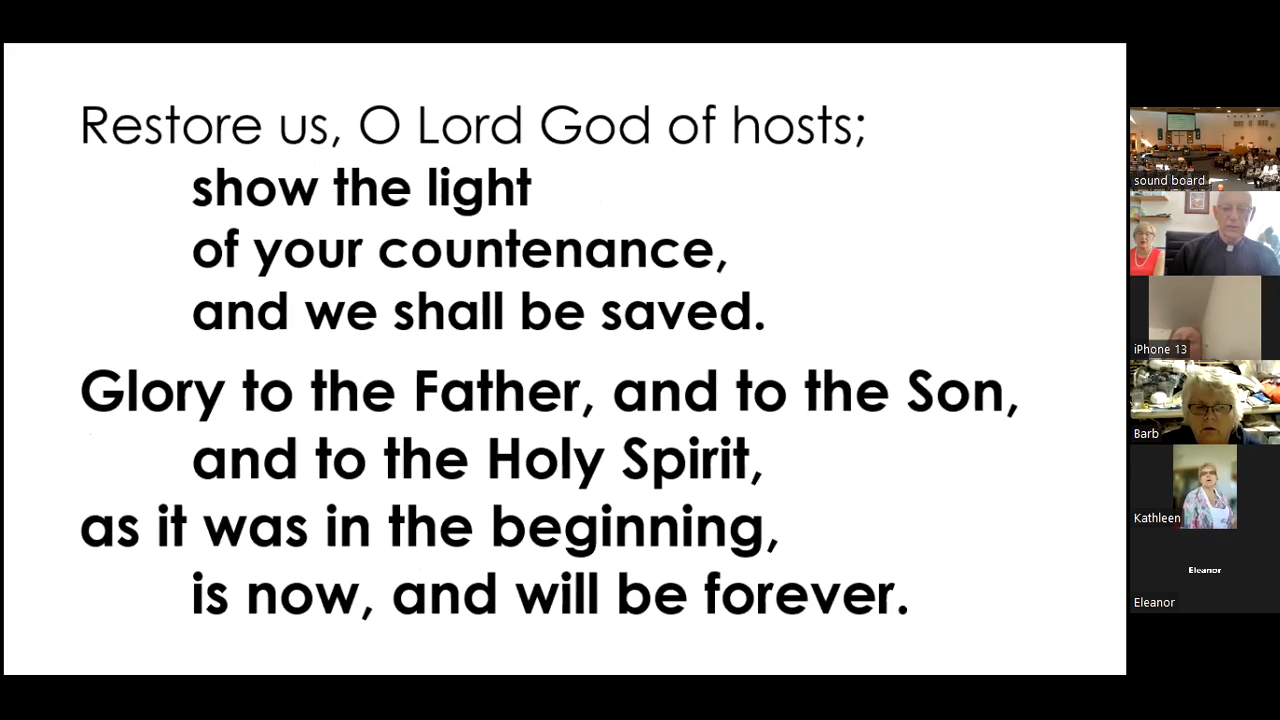 Restore us, O Lord God of hosts;
show the light
of your countenance,
and we shall be saved.
Glory to the Father, and to the Son,
and to the Holy Spirit,
as it was in the beginning,
is now, and will be forever.
sound board
iPhone 13
Barb
Kathleen
Eleanor
Eleanor